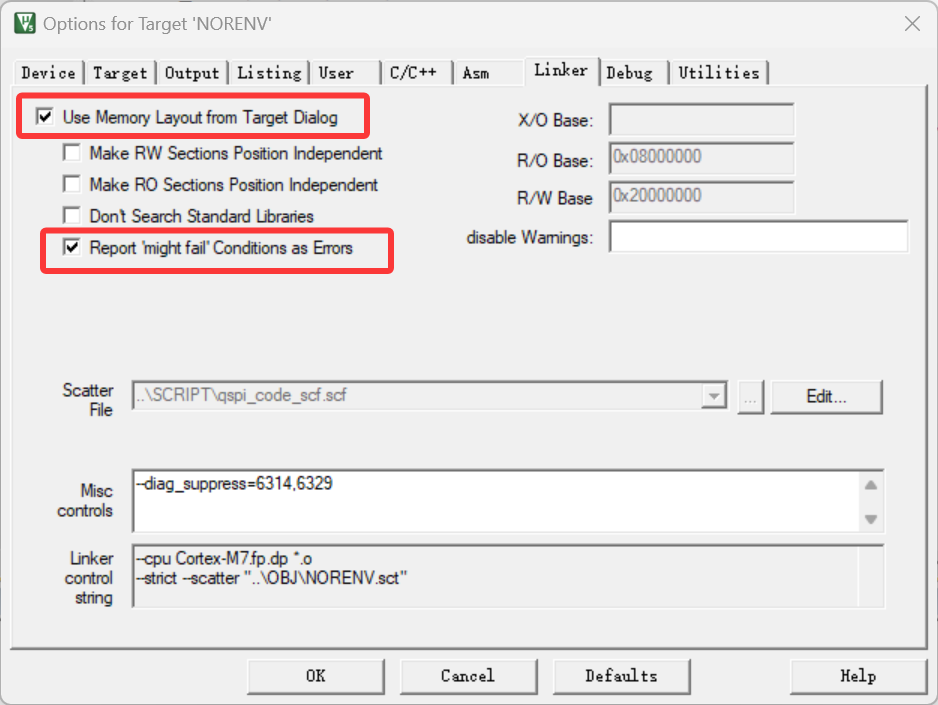 Options for Target 'NORENV'
Device Target Output Listing User C/C++ Asm Linker Debug Utilities
Use Memory Layout from Target Dialog
Make RW Sections Position Independent
Make RO Sections Position Independent
Don't Search Standard Libraries
Report 'might fail' Conditions as Errors
X/O Base:
R/O Base: 0x08000000
R/W Base 0x20000000
disable Warnings:
Scatter
File
..\SCRIPT\qspi_code_scf.scf
...
Edit...
Misc
controls
--diag_suppress=6314,6329
Linker
control
string
--cpu Cortex-M7.fp.dp *.o
--strict --scatter "..\OBJ\NORENV.sct"
OK Cancel Defaults Help